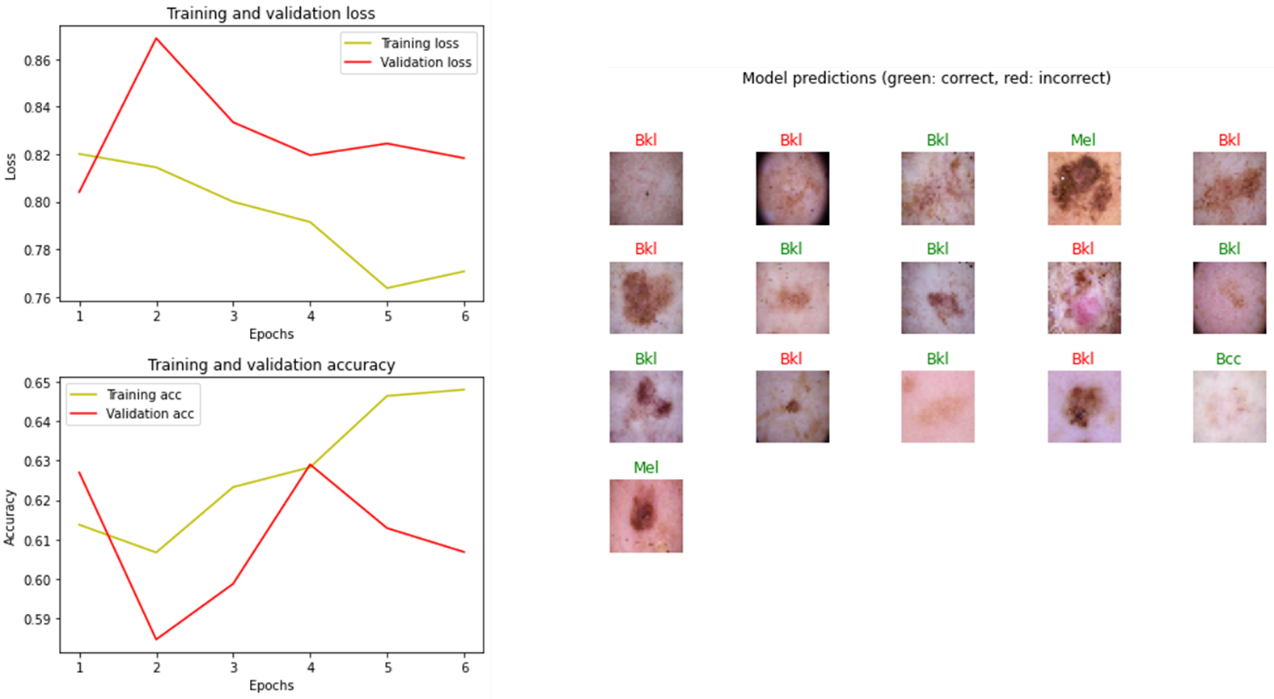 Training and validation loss
Training loss
Validation loss
0.86
0.84
0.82
0.80
0.78
0.76
Loss
1 2 3 4 5 6
Epochs
Training and validation accuracy
Training acc
Validation acc
0.65
0.64
0.63
0.62
0.61
0.60
0.59
Accuracy
1 2 3 4 5 6
Epochs
Model predictions (green: correct, red: incorrect)
Bkl Bkl Bkl Mel Bkl
Bkl Bkl Bkl Bkl Bkl
Bkl Bkl Bkl Bkl Bcc
Mel